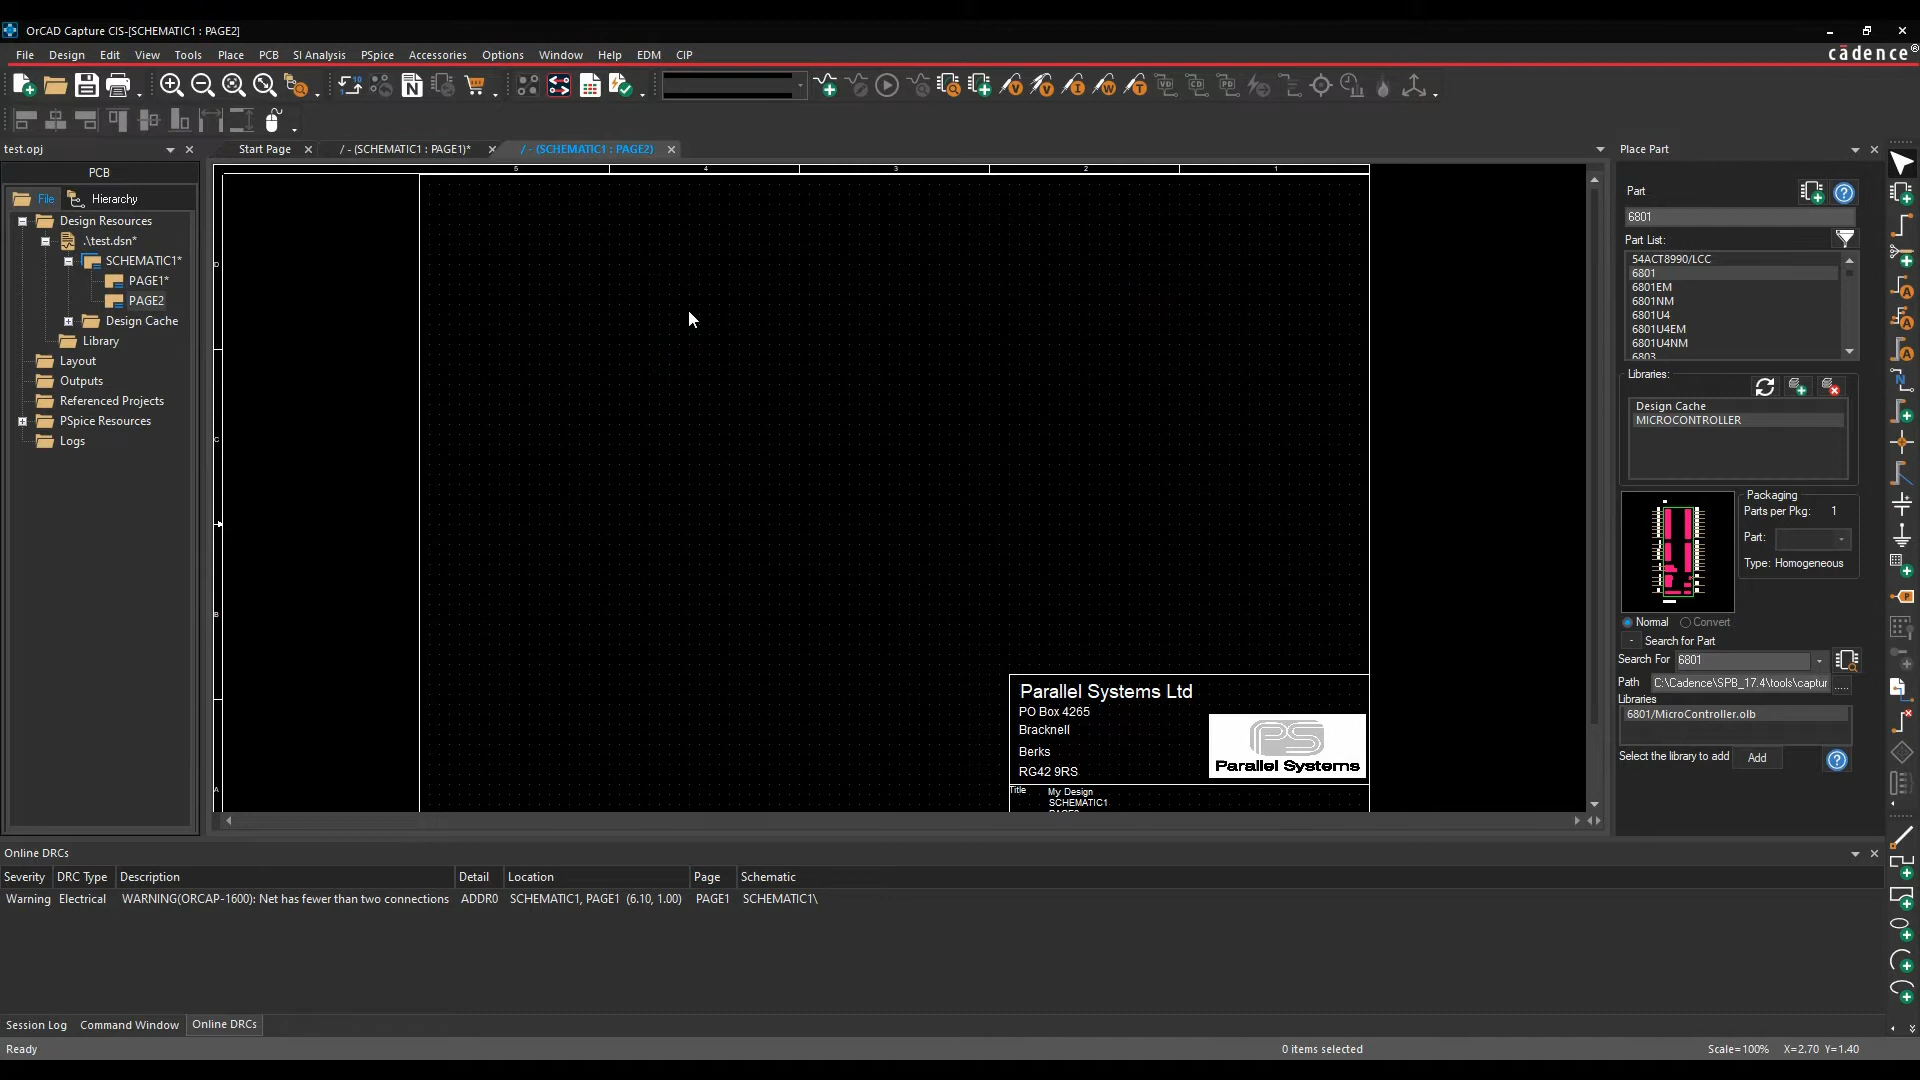 OrCAD Capture CIS-[SCHEMATIC1 : PAGE2]
File Design Edit View Tools Place PCB SI Analysis PSpice Accessories Options Window Help EDM CIP
cādence®
test.opj
Start Page
/ - (SCHEMATIC1 : PAGE1)*
/ - (SCHEMATIC1 : PAGE2)
Place Part
PCB
File Hierarchy
Design Resources
.\test.dsn*
SCHEMATIC1*
PAGE1*
PAGE2
Design Cache
Library
Layout
Outputs
Referenced Projects
PSpice Resources
Logs
5 4 3 2 1
D
C
B
A
Parallel Systems Ltd
PO Box 4265
Bracknell
Berks
RG42 9RS
PS
Parallel Systems
Title
My Design
SCHEMATIC1
Part
6801
Part List:
54ACT8990/LCC
6801
6801EM
6801NM
6801U4
6801U4EM
6801U4NM
6803
Libraries:
Design Cache
MICROCONTROLLER
Packaging
Parts per Pkg: 1
Part:
Type: Homogeneous
Normal Convert
- Search for Part
Search For 6801
Path C:\Cadence\SPB_17.4\tools\captur
.....
Libraries
6801/MicroController.olb
Select the library to add Add
Online DRCs
Severity DRC Type Description Detail Location Page Schematic
Warning Electrical WARNING(ORCAP-1600): Net has fewer than two connections ADDR0 SCHEMATIC1, PAGE1 (6.10, 1.00) PAGE1 SCHEMATIC1\
Session Log Command Window Online DRCs
Ready
0 items selected
Scale=100% X=2.70 Y=1.40